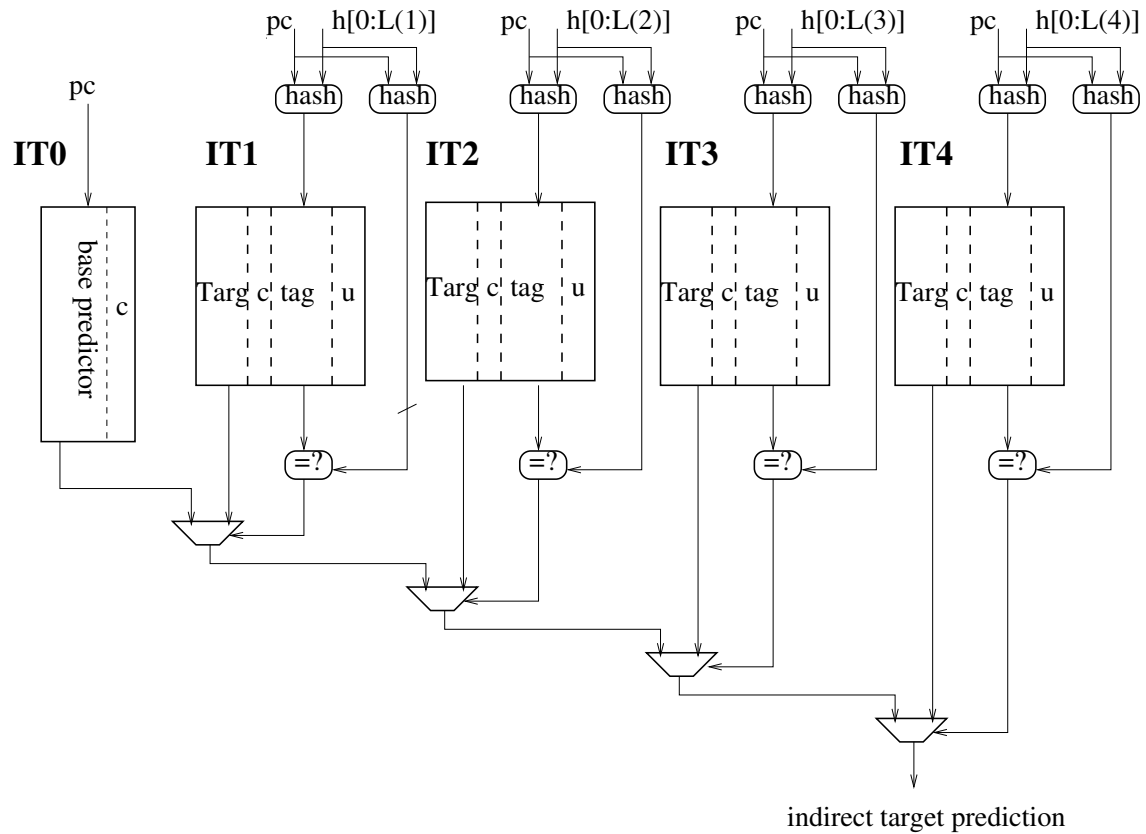 pc h[0:L(1)] pc h[0:L(2)] pc h[0:L(3)] pc h[0:L(4)]
pc hash hash hash hash hash hash hash hash
IT0 IT1 IT2 IT3 IT4
base predictor c Targ c tag u Targ c tag u Targ c tag u Targ c tag u
=? =? =? =?
indirect target prediction